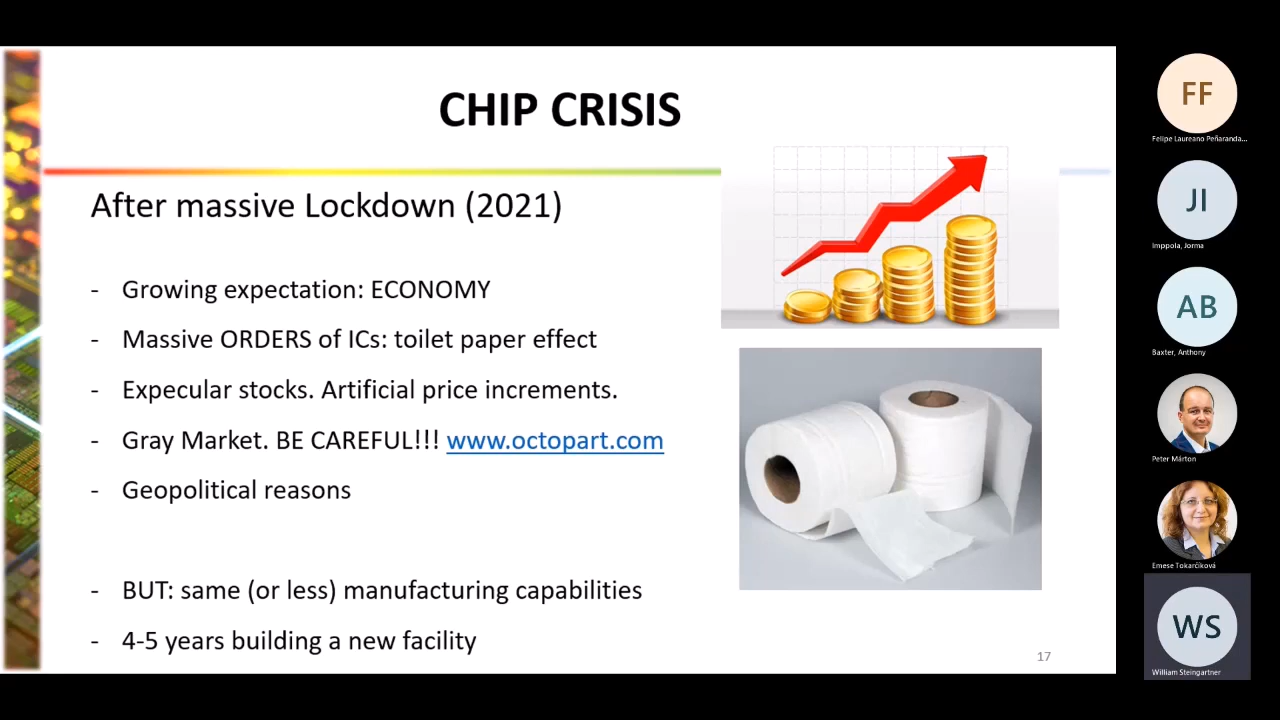 CHIP CRISIS
After massive Lockdown (2021)
- Growing expectation: ECONOMY
- Massive ORDERS of ICs: toilet paper effect
- Expecular stocks. Artificial price increments.
- Gray Market. BE CAREFUL!!! www.octopart.com
- Geopolitical reasons
- BUT: same (or less) manufacturing capabilities
- 4-5 years building a new facility
17
FF
Felipe Laureano Peñaranda...
JI
Imppola, Jorma
AB
Baxter, Anthony
Peter Márton
Emese Tokarčíková
WS
William Steingartner